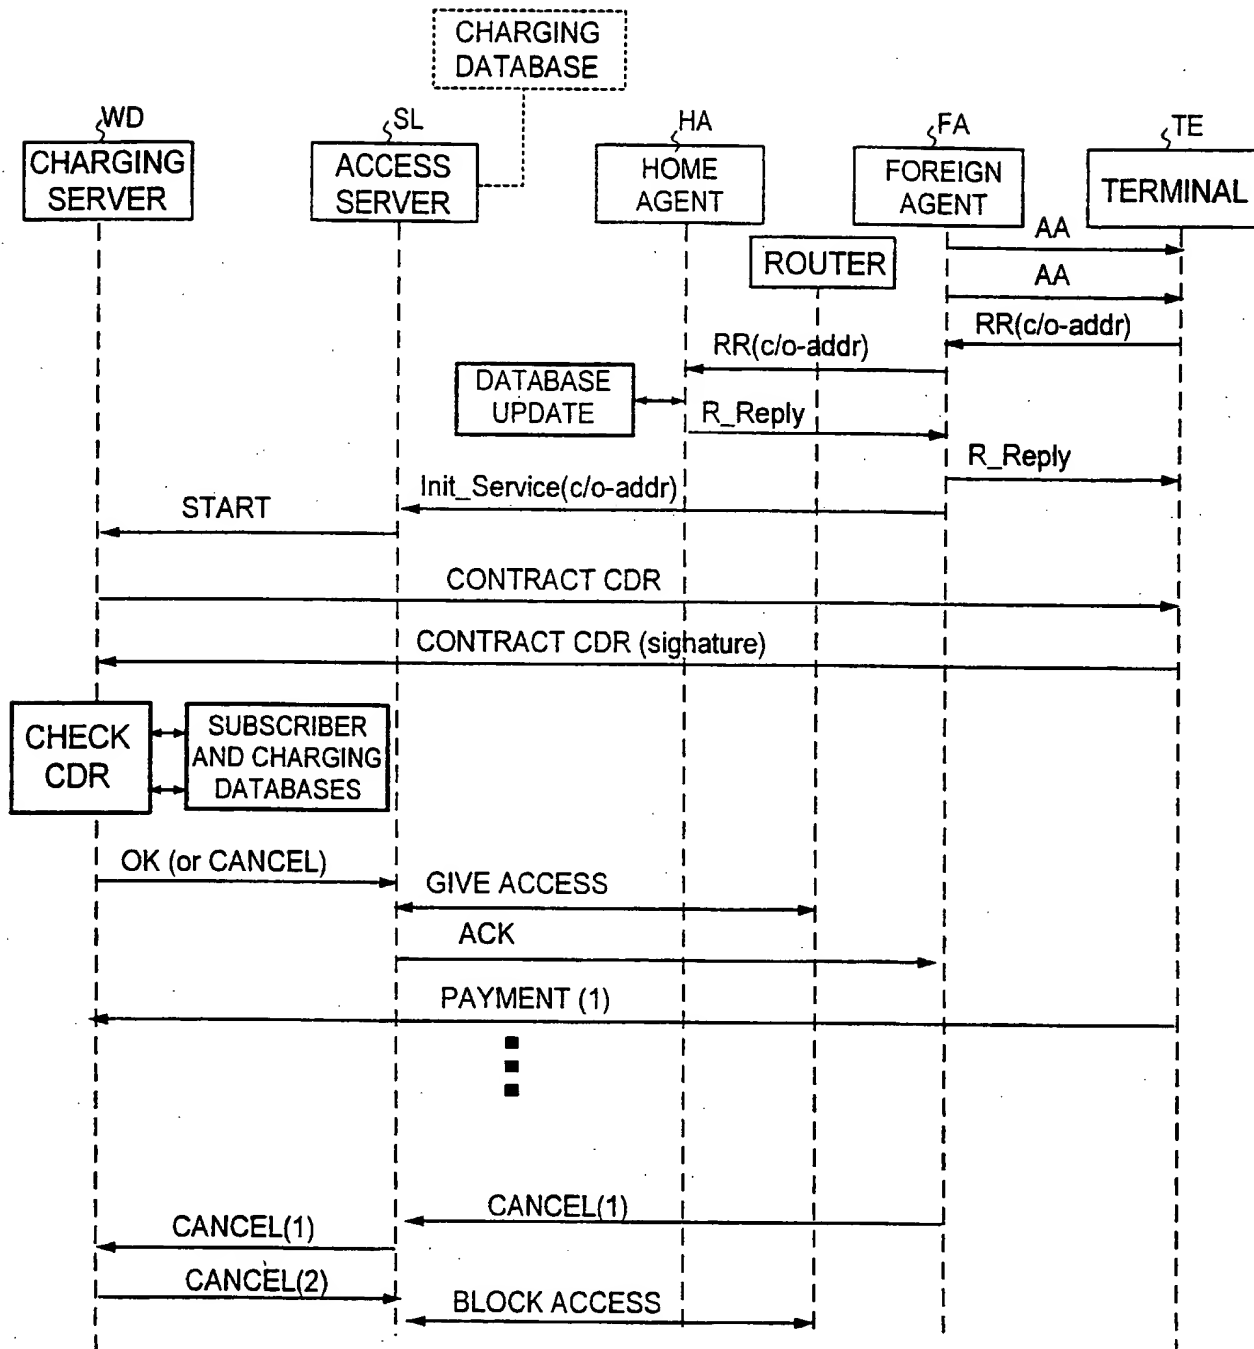 CHARGING
DATABASE
WD
SL
HA
FA
TE
CHARGING
SERVER
ACCESS
SERVER
HOME
AGENT
FOREIGN
AGENT
TERMINAL
AA
ROUTER
AA
RR(c/o-addr)
RR(c/o-addr)
DATABASE
UPDATE
R_Reply
R_Reply
Init_Service(c/o-addr)
START
CONTRACT CDR
CONTRACT CDR (signature)
CHECK
CDR
SUBSCRIBER
AND CHARGING
DATABASES
OK (or CANCEL)
GIVE ACCESS
ACK
PAYMENT (1)
CANCEL(1)
CANCEL(1)
CANCEL(2)
BLOCK ACCESS